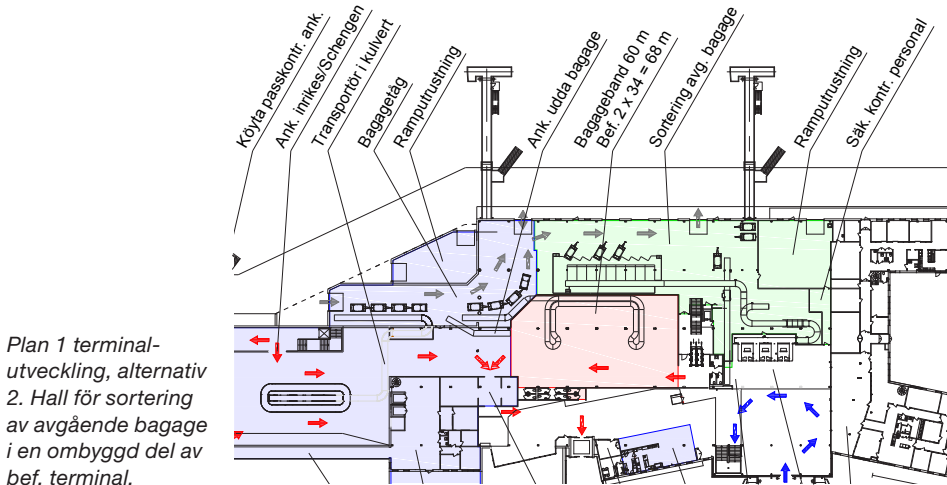 Köyta passkontr. ank.
Ank. inrikes/Schengen
Transportör i kulvert
Bagagetåg
Ramputrustning
Ank. udda bagage
Bagageband 60 m
Bef. 2 x 34 = 68 m
Sortering avg. bagage
Ramputrustning
Säk. kontr. personal
Plan 1 terminal-
utveckling, alternativ
2. Hall för sortering
av avgående bagage
i en ombyggd del av
bef. terminal.